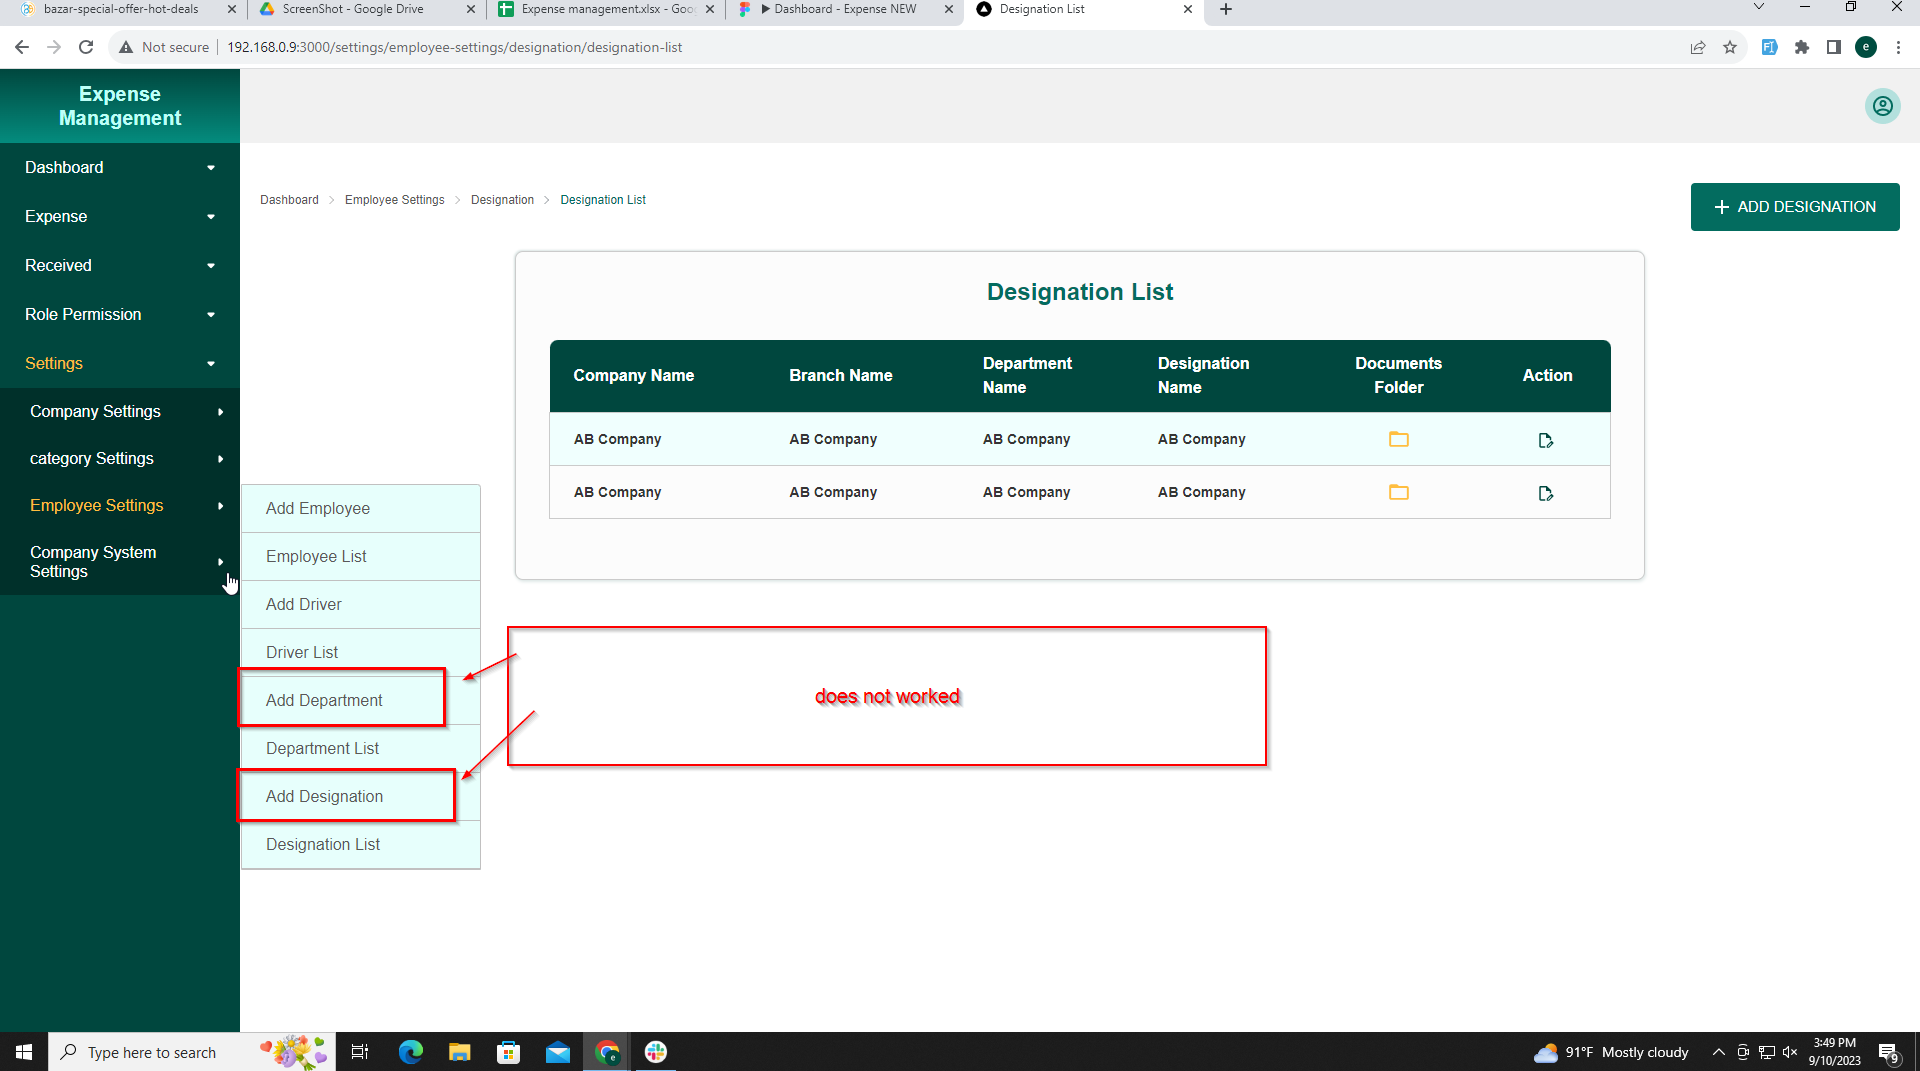 bazar-special-offer-hot-deals
ScreenShot - Google Drive
Expense management.xlsx - Goo
Dashboard - Expense NEW
Designation List
Not secure
192.168.0.9:3000/settings/employee-settings/designation/designation-list
e
Expense
Management
Dashboard
Expense
Received
Role Permission
Settings
Company Settings
category Settings
Employee Settings
Company System
Settings
Dashboard > Employee Settings > Designation > Designation List
+ ADD DESIGNATION
Designation List
Company Name Branch Name Department Name Designation Name Documents Folder Action
AB Company AB Company AB Company AB Company
AB Company AB Company AB Company AB Company
Add Employee
Employee List
Add Driver
Driver List
Add Department
Department List
Add Designation
Designation List
does not worked
Type here to search
91°F Mostly cloudy
3:49 PM
9/10/2023
9